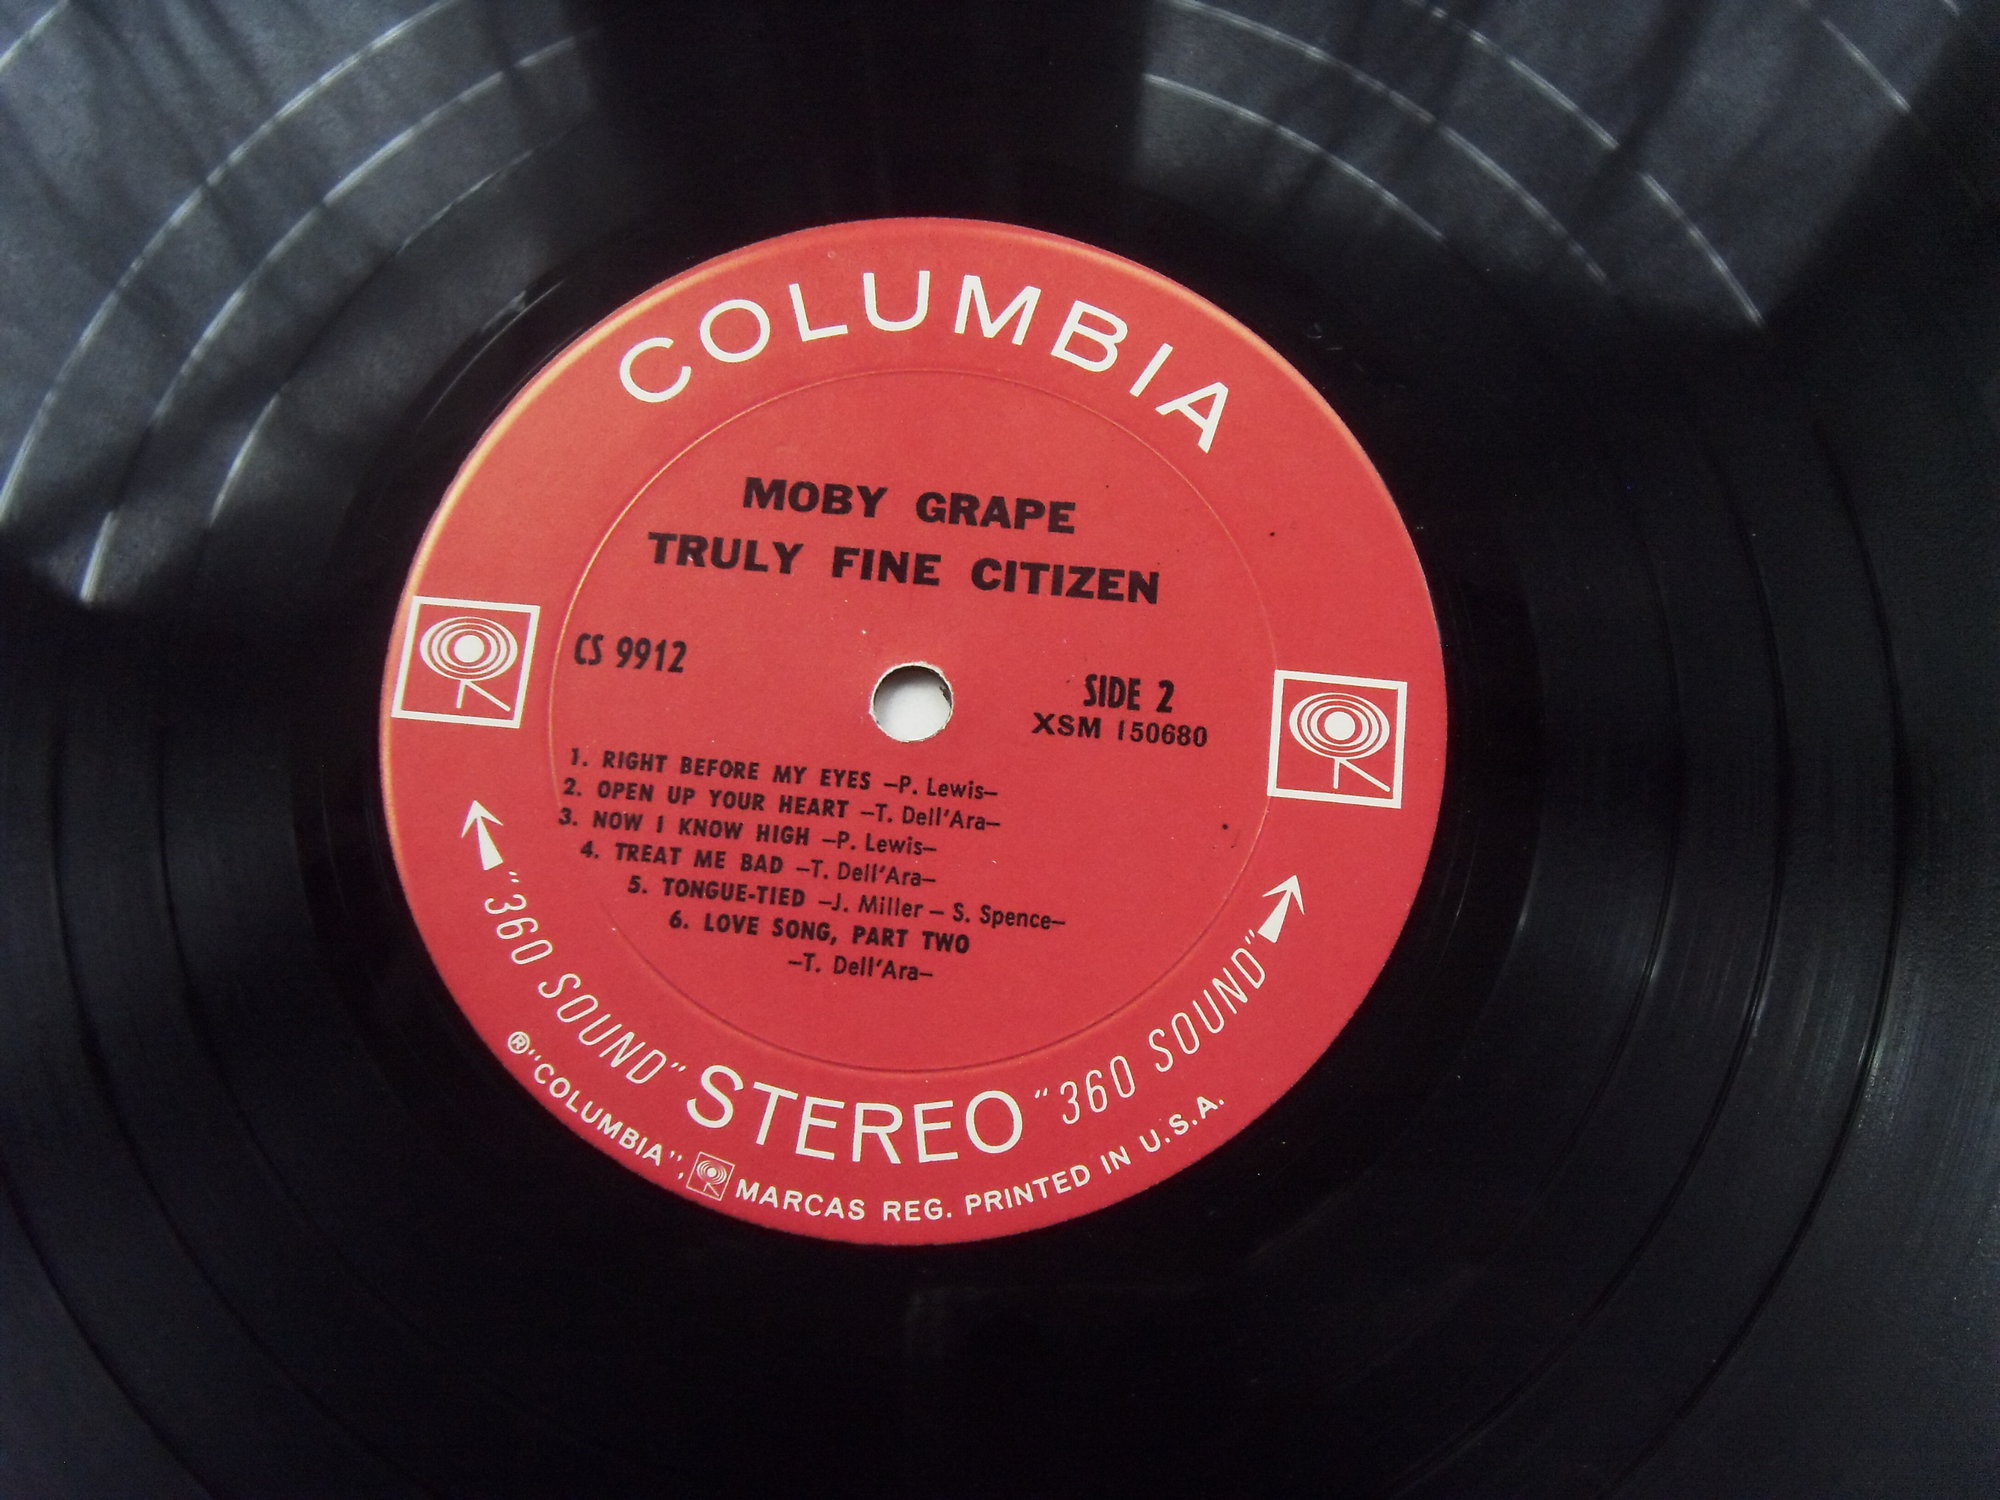 COLUMBIA
MOBY GRAPE
TRULY FINE CITIZEN
CS 9912
SIDE 2
XSM 150680
1. RIGHT BEFORE MY EYES –P. Lewis–
2. OPEN UP YOUR HEART –T. Dell'Ara–
3. NOW I KNOW HIGH –P. Lewis–
4. TREAT ME BAD –T. Dell'Ara–
5. TONGUE-TIED –J. Miller – S. Spence–
6. LOVE SONG, PART TWO
–T. Dell'Ara–
"360 SOUND" STEREO "360 SOUND"
®"COLUMBIA", MARCAS REG. PRINTED IN U.S.A.